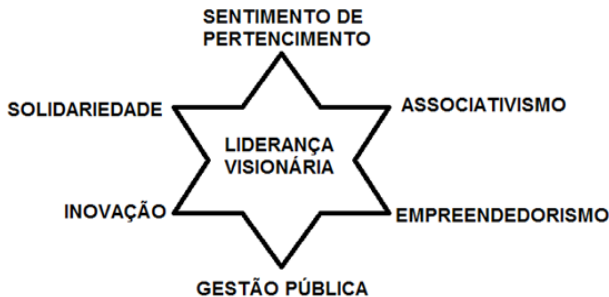 SENTIMENTO DE
PERTENCIMENTO
SOLIDARIEDADE
ASSOCIATIVISMO
LIDERANÇA
VISIONÁRIA
INOVAÇÃO
EMPREENDEDORISMO
GESTÃO PÚBLICA